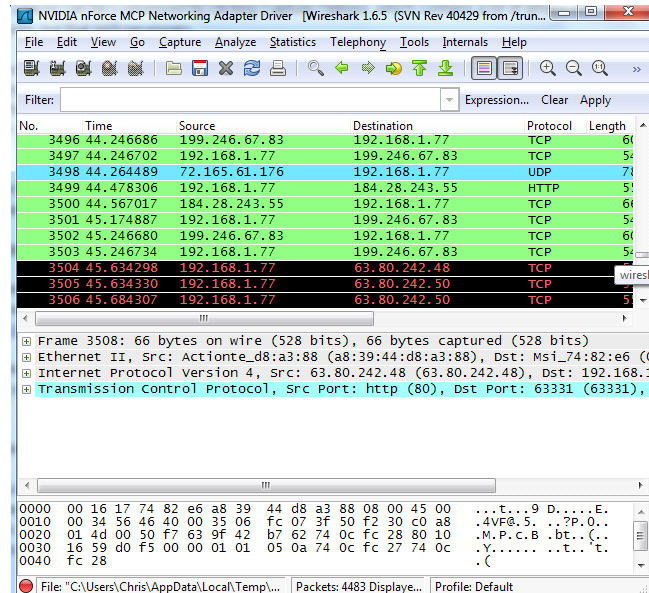 NVIDIA nForce MCP Networking Adapter Driver [Wireshark 1.6.5 (SVN Rev 40429 from /trun...
File Edit View Go Capture Analyze Statistics Telephony Tools Internals Help
Filter: Expression... Clear Apply
No. Time Source Destination Protocol Length
3496 44.246686 199.246.67.83 192.168.1.77 TCP 60
3497 44.246702 192.168.1.77 199.246.67.83 TCP 54
3498 44.264489 72.165.61.176 192.168.1.77 UDP 78
3499 44.478306 192.168.1.77 184.28.243.55 HTTP 55
3500 44.567017 184.28.243.55 192.168.1.77 TCP 66
3501 45.174887 192.168.1.77 199.246.67.83 TCP 54
3502 45.246680 199.246.67.83 192.168.1.77 TCP 60
3503 45.246734 192.168.1.77 199.246.67.83 TCP 54
3504 45.634298 192.168.1.77 63.80.242.48 TCP
3505 45.634330 192.168.1.77 63.80.242.50 TCP
3506 45.684307 192.168.1.77 63.80.242.50 TCP
wiresh
Frame 3508: 66 bytes on wire (528 bits), 66 bytes captured (528 bits)
Ethernet II, Src: Actionte_d8:a3:88 (a8:39:44:d8:a3:88), Dst: Msi_74:82:e6 (
Internet Protocol Version 4, Src: 63.80.242.48 (63.80.242.48), Dst: 192.168.1
Transmission Control Protocol, Src Port: http (80), Dst Port: 63331 (63331),
0000 00 16 17 74 82 e6 a8 39 44 d8 a3 88 08 00 45 00 ...t...9 D.....E.
0010 00 34 56 46 40 00 35 06 fc 07 3f 50 f2 30 c0 a8 .4VF@.5. ..?P.0..
0020 01 4d 00 50 f7 63 9f 42 b7 62 74 0c fc 28 80 10 .M.P.c.B .bt..(..
0030 16 59 d0 f5 00 00 01 01 05 0a 74 0c fc 27 74 0c .Y...... ..t..'t.
0040 fc 28 .(
File: "C:\Users\Chris\AppData\Local\Temp\... Packets: 4483 Displaye... Profile: Default